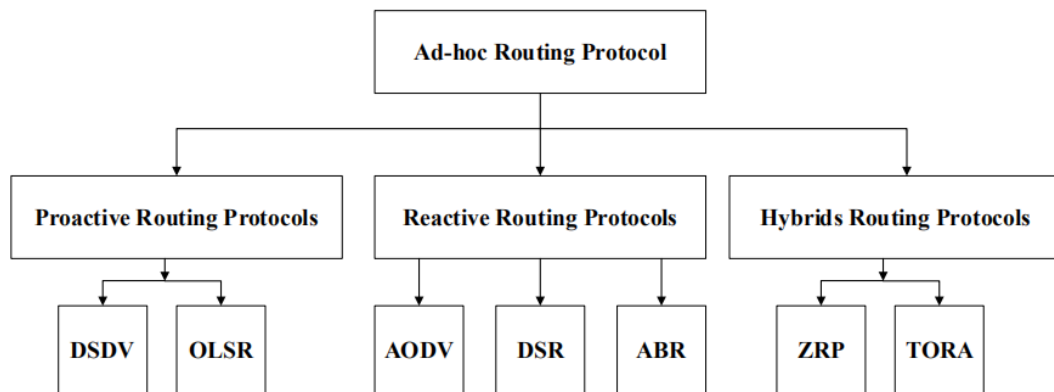 Ad-hoc Routing Protocol
Proactive Routing Protocols
Reactive Routing Protocols
Hybrids Routing Protocols
DSDV
OLSR
AODV
DSR
ABR
ZRP
TORA